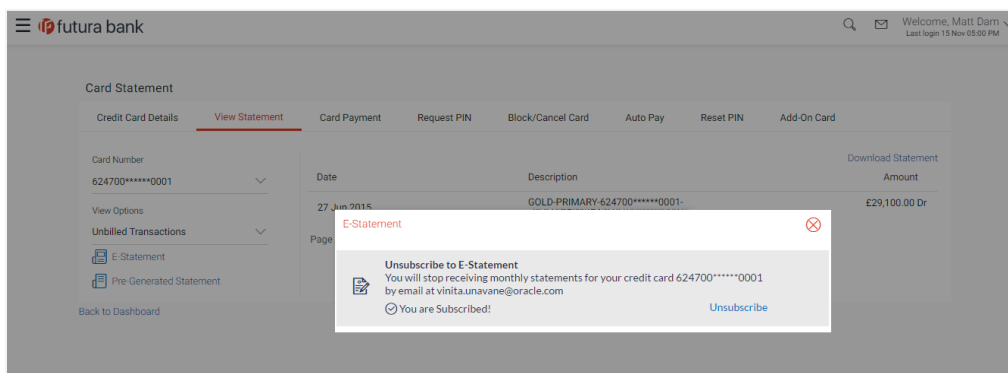 futura bank
Welcome, Matt Dam
Last login 15 Nov 05:00 PM
Card Statement
Credit Card Details View Statement Card Payment Request PIN Block/Cancel Card Auto Pay Reset PIN Add-On Card
Card Number
624700******0001
View Options
Unbilled Transactions
E-Statement
Pre-Generated Statement
Back to Dashboard
Download Statement
Date Description Amount
27 Jun 2015 GOLD-PRIMARY-624700******0001- £29,100.00 Dr
Page
E-Statement
Unsubscribe to E-Statement
You will stop receiving monthly statements for your credit card 624700******0001
by email at vinita.unavane@oracle.com
You are Subscribed!
Unsubscribe